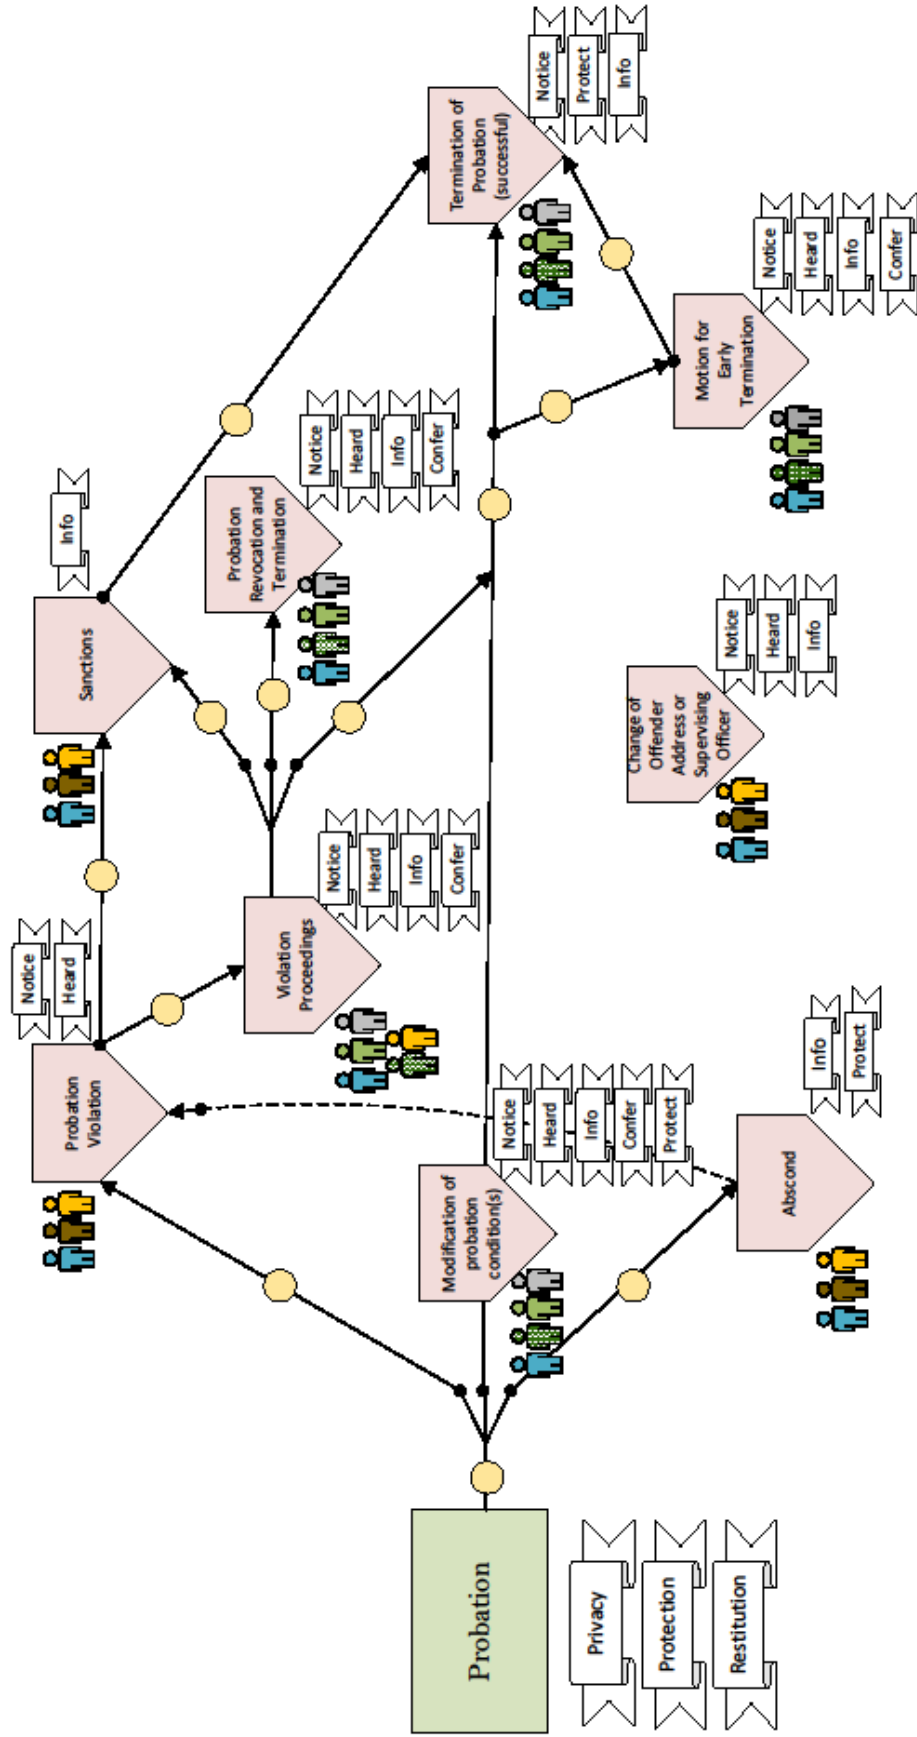 Probation
Privacy
Protection
Restitution
Probation
Violation
Notice
Heard
Sanctions
Info
Violation
Proceedings
Notice
Heard
Info
Confer
Probation
Revocation and
Termination
Notice
Heard
Info
Confer
Modification of
probation
condition(s)
Notice
Heard
Info
Confer
Protect
Termination of
Probation
(successful)
Notice
Protect
Info
Abscond
Info
Protect
Change of
Offender
Address or
Supervising
Officer
Notice
Heard
Info
Motion for
Early
Termination
Notice
Heard
Info
Confer